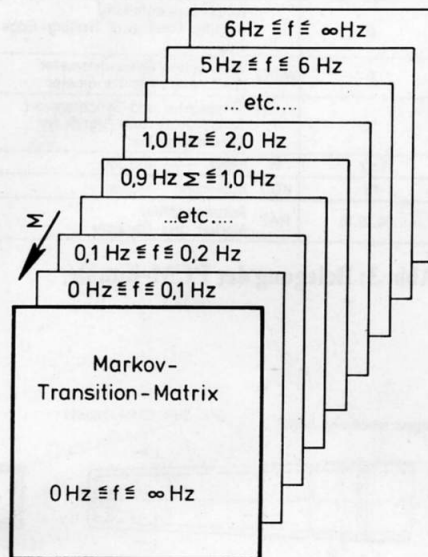 6 Hz ≦ f ≦ ∞ Hz
5 Hz ≦ f ≦ 6 Hz
etc....
1,0 Hz ≦ 2,0 Hz
0,9 Hz Σ ≦ 1,0 Hz
..etc...
0,1 Hz ≦ f ≦ 0,2 Hz
0 Hz ≦ f ≦ 0,1 Hz
Σ
Markov-
Transition-Matrix
0 Hz ≦ f ≦ ∞ Hz